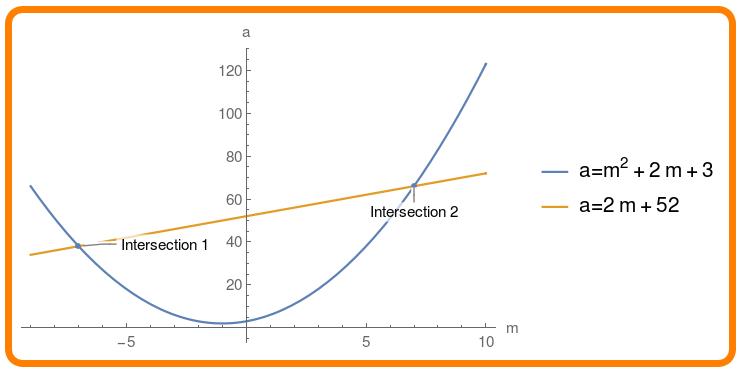 a
120
100
80
60
40
20
−5
5
10
m
Intersection 1
Intersection 2
a=m² + 2 m + 3
a=2 m + 52